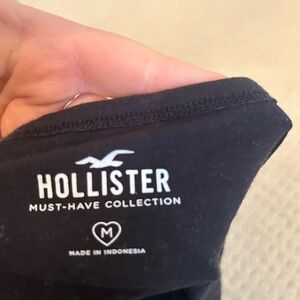 HOLLISTER
MUST-HAVE COLLECTION
M
MADE IN INDONESIA